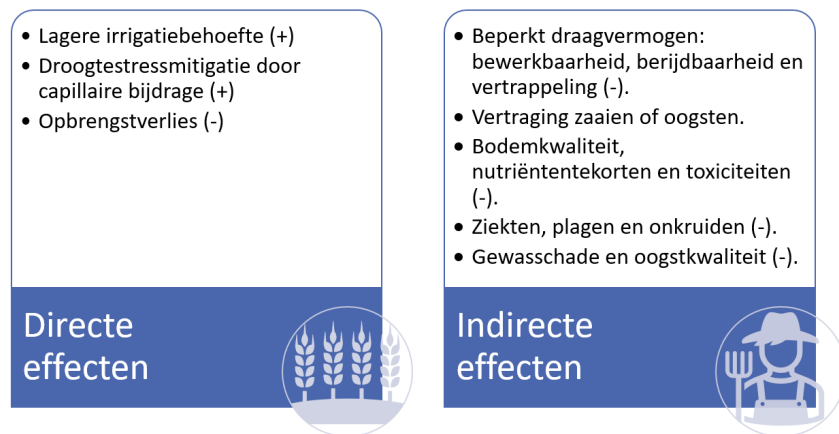 • Lagere irrigatiebehoefte (+)
• Droogtestressmitigatie door
capillaire bijdrage (+)
• Opbrengstverlies (-)
Directe
effecten
• Beperkt draagvermogen:
bewerkbaarheid, berijdbaarheid en
vertrappeling (-).
• Vertraging zaaien of oogsten.
• Bodemkwaliteit,
nutriëntentekorten en toxiciteiten
(-).
• Ziekten, plagen en onkruiden (-).
• Gewasschade en oogstkwaliteit (-).
Indirecte
effecten